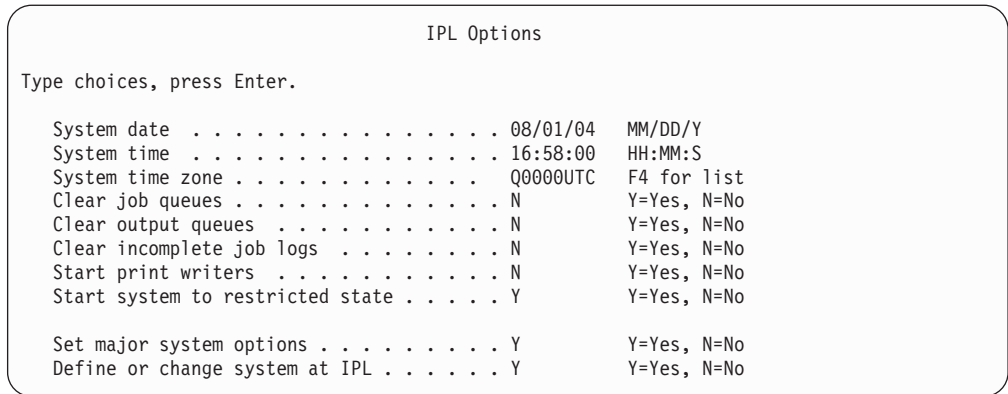 IPL Options
Type choices, press Enter.
System date . . . . . . . . . . . . . . . 08/01/04 MM/DD/Y
System time . . . . . . . . . . . . . . . 16:58:00 HH:MM:S
System time zone . . . . . . . . . . . . . Q0000UTC F4 for list
Clear job queues . . . . . . . . . . . . . N Y=Yes, N=No
Clear output queues . . . . . . . . . . . N Y=Yes, N=No
Clear incomplete job logs . . . . . . . . N Y=Yes, N=No
Start print writers . . . . . . . . . . . N Y=Yes, N=No
Start system to restricted state . . . . . Y Y=Yes, N=No
Set major system options . . . . . . . . . Y Y=Yes, N=No
Define or change system at IPL . . . . . . Y Y=Yes, N=No